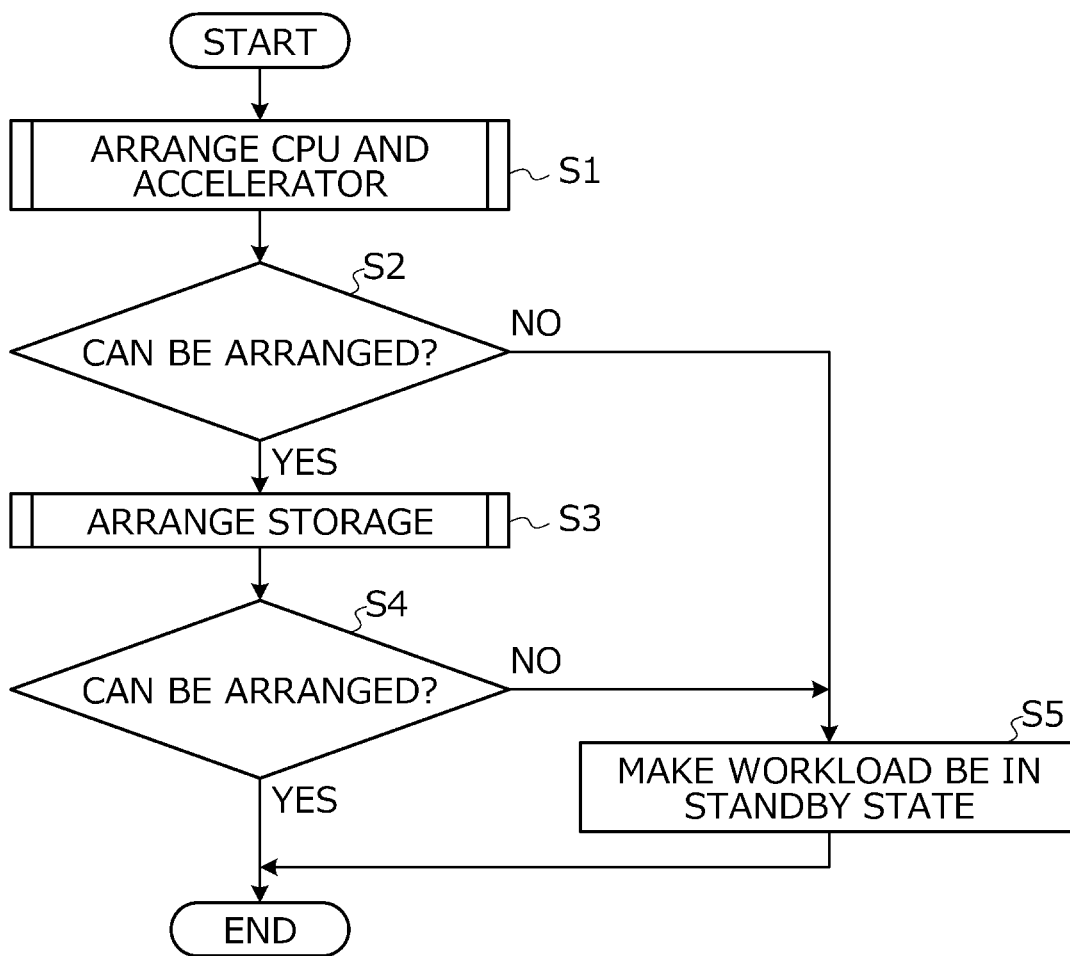 START
ARRANGE CPU AND
ACCELERATOR
S1
S2
CAN BE ARRANGED?
NO
YES
ARRANGE STORAGE
S3
S4
CAN BE ARRANGED?
NO
YES
S5
MAKE WORKLOAD BE IN
STANDBY STATE
END